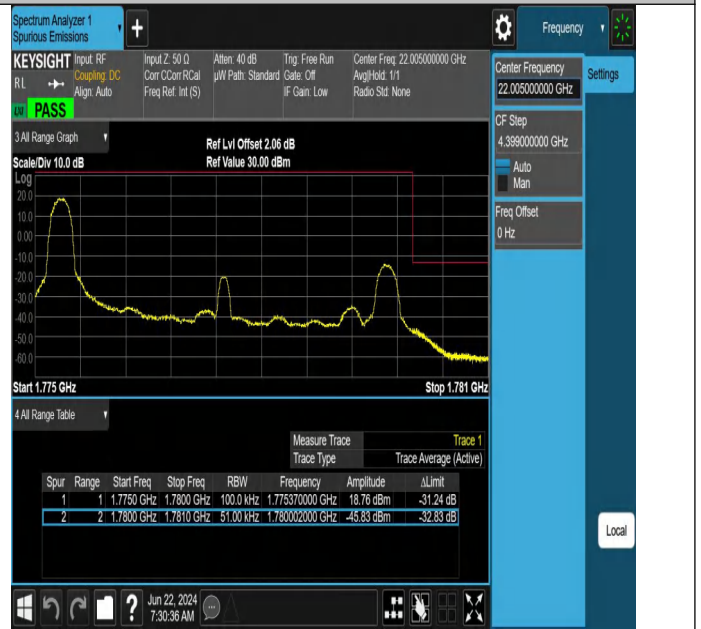 Spectrum Analyzer 1
Spurious Emissions
Frequency
KEYSIGHT Input: RF Input Z: 50 Ω Atten: 40 dB Trig: Free Run Center Freq: 22.005000000 GHz
RL Coupling: DC Corr CCorr RCal µW Path: Standard Gate: Off Avg|Hold: 1/1
Align: Auto Freq Ref: Int (S) IF Gain: Low Radio Std: None
LXI PASS
Center Frequency
22.005000000 GHz
Settings
CF Step
4.399000000 GHz
Auto
Man
Freq Offset
0 Hz
3 All Range Graph
Ref Lvl Offset 2.06 dB
Scale/Div 10.0 dB Ref Value 30.00 dBm
Log
20.0
10.0
0.00
-10.0
-20.0
-30.0
-40.0
-50.0
-60.0
Start 1.775 GHz Stop 1.781 GHz
4 All Range Table
Measure Trace Trace 1
Trace Type Trace Average (Active)
Spur Range Start Freq Stop Freq RBW Frequency Amplitude ΔLimit
1 1 1.7750 GHz 1.7800 GHz 100.0 kHz 1.775370000 GHz 18.76 dBm -31.24 dB
2 2 1.7800 GHz 1.7810 GHz 51.00 kHz 1.780002000 GHz -45.83 dBm -32.83 dB
Local
? Jun 22, 2024
7:30:36 AM